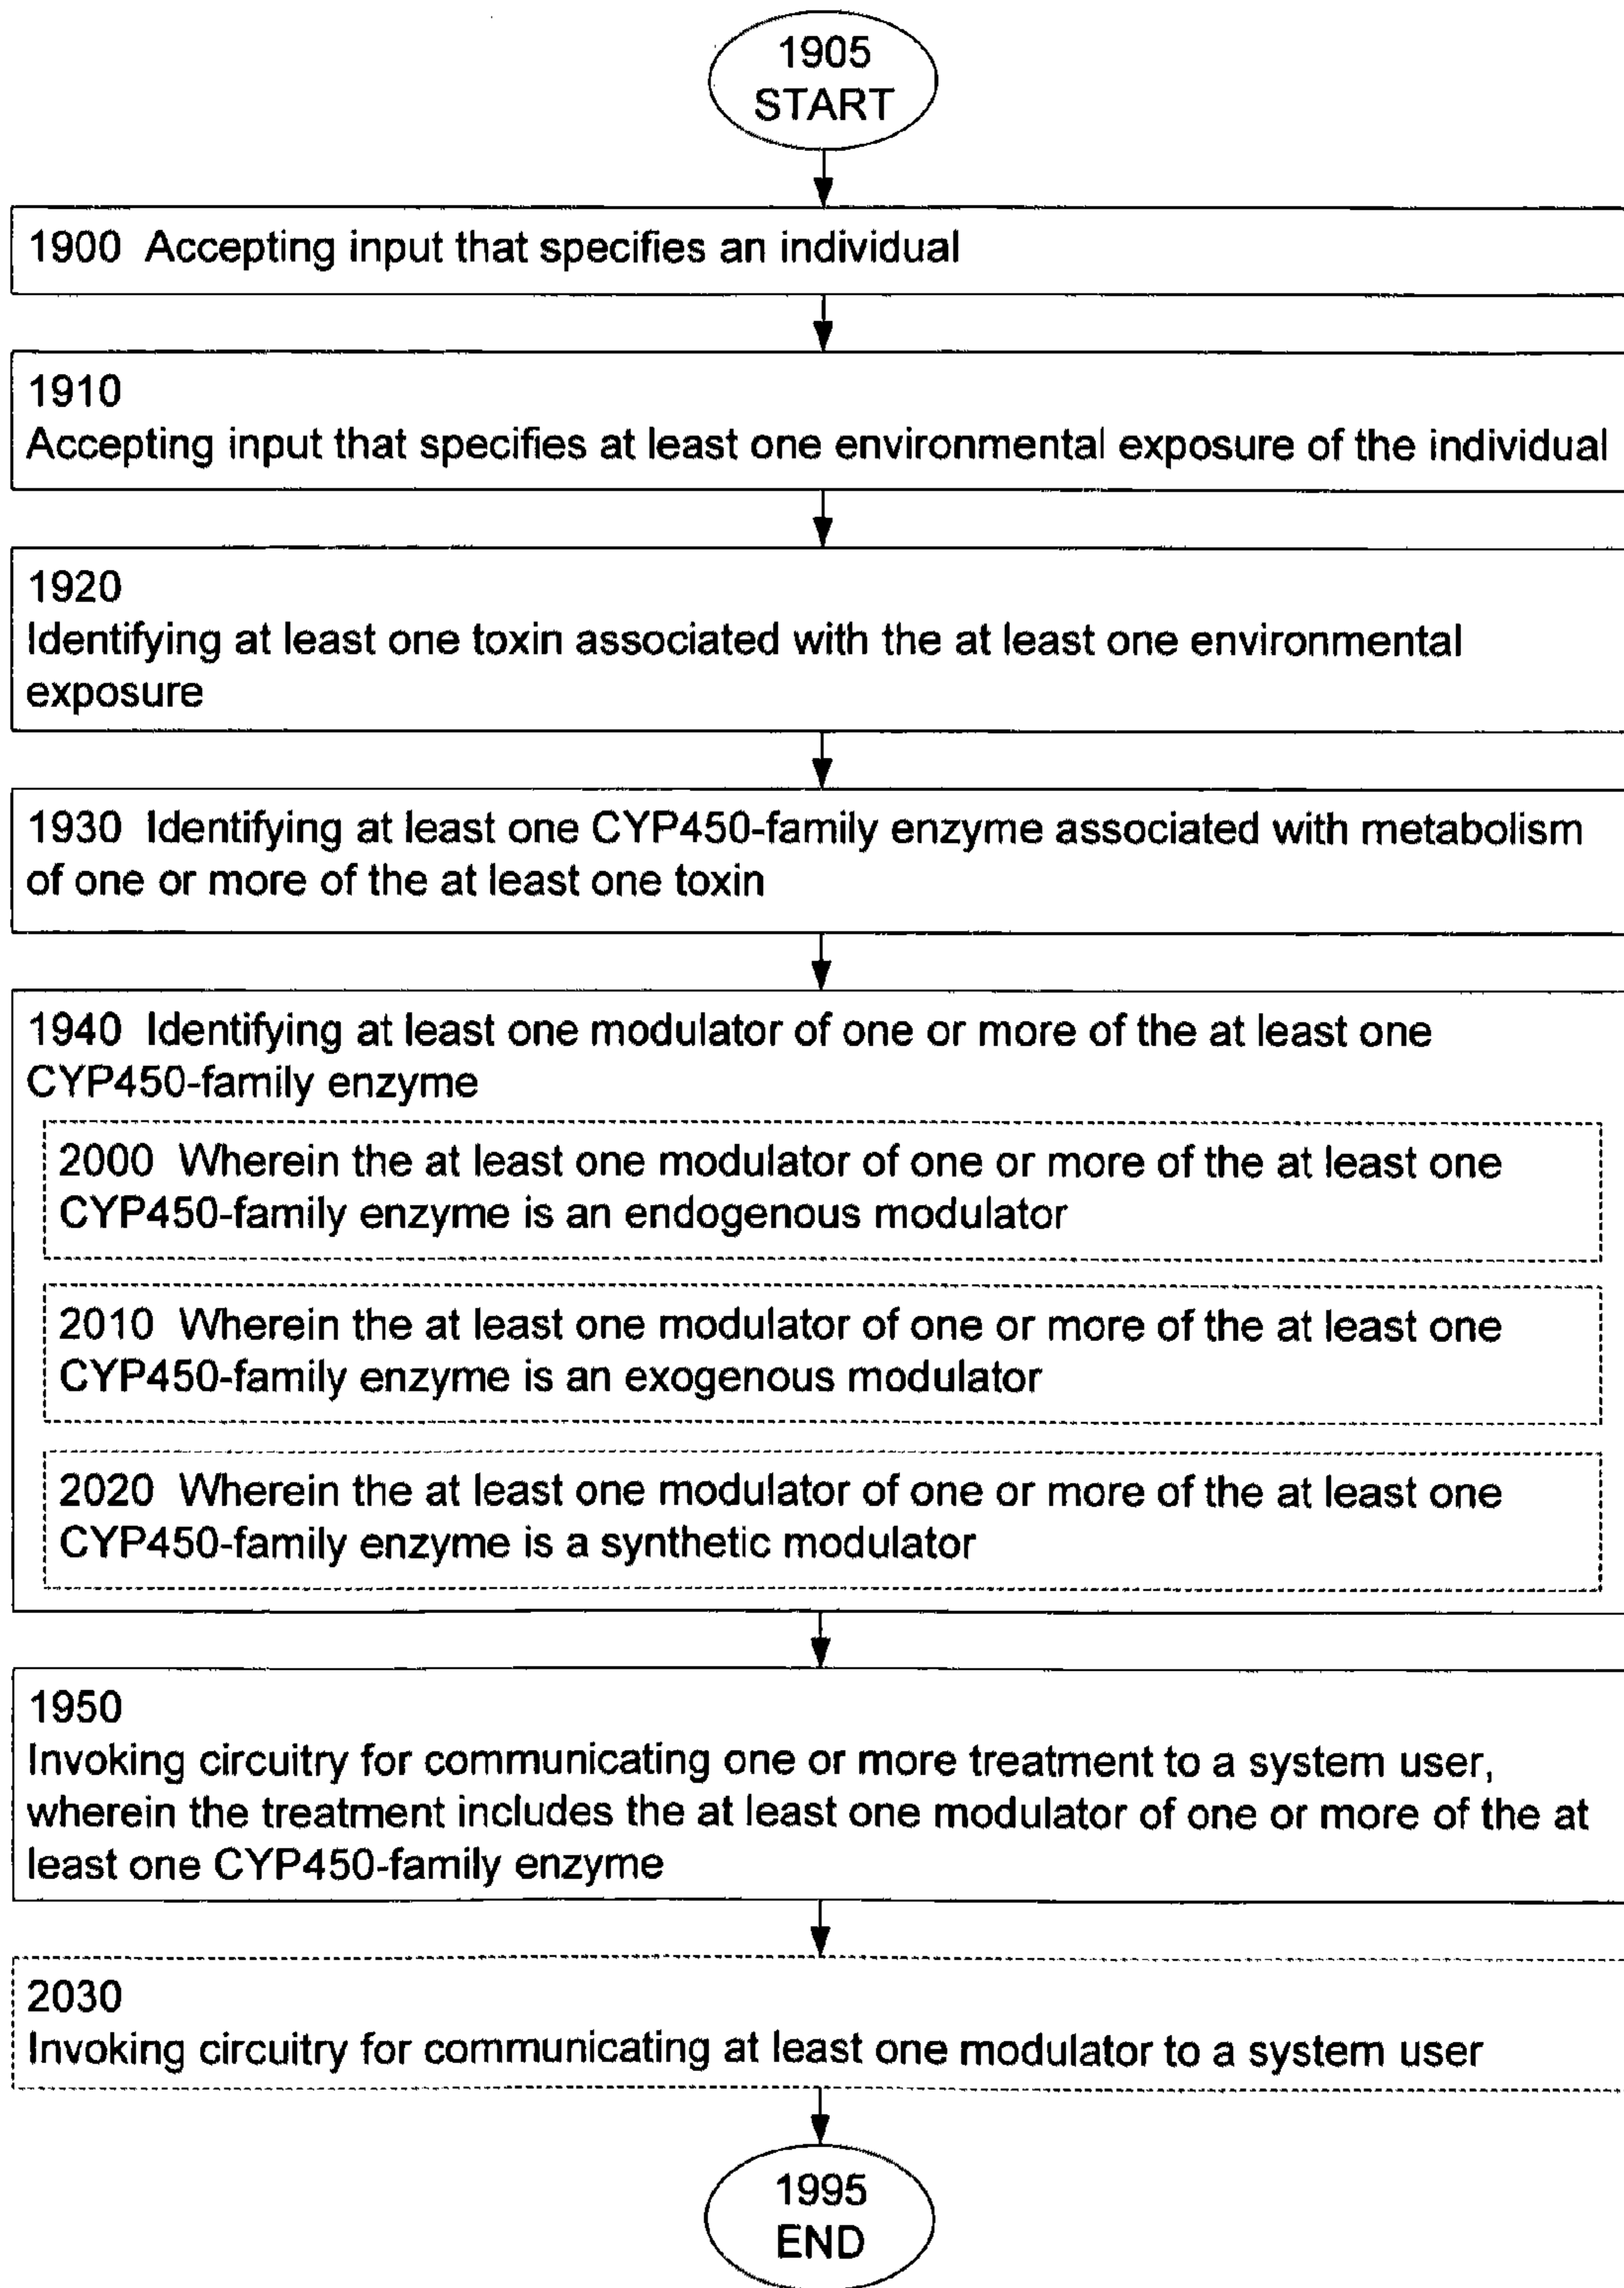 1905
START
1900 Accepting input that specifies an individual
1910
Accepting input that specifies at least one environmental exposure of the individual
1920
Identifying at least one toxin associated with the at least one environmental
exposure
1930 Identifying at least one CYP450-family enzyme associated with metabolism
of one or more of the at least one toxin
1940 Identifying at least one modulator of one or more of the at least one
CYP450-family enzyme
2000 Wherein the at least one modulator of one or more of the at least one
CYP450-family enzyme is an endogenous modulator
2010 Wherein the at least one modulator of one or more of the at least one
CYP450-family enzyme is an exogenous modulator
2020 Wherein the at least one modulator of one or more of the at least one
CYP450-family enzyme is a synthetic modulator
1950
Invoking circuitry for communicating one or more treatment to a system user,
wherein the treatment includes the at least one modulator of one or more of the at
least one CYP450-family enzyme
2030
Invoking circuitry for communicating at least one modulator to a system user
1995
END